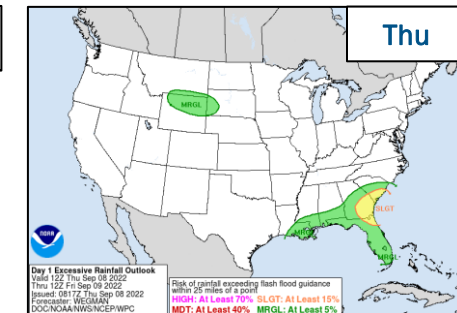 Thu
MRGL
SLGT
MRGL
MRGL
NOAA
Day 1 Excessive Rainfall Outlook
Valid 12Z Thu Sep 08 2022
Thru 12Z Fri Sep 09 2022
Issued: 0817Z Thu Sep 08 2022
Forecaster: WEGMAN
DOC/NOAA/NWS/NCEP/WPC
Risk of rainfall exceeding flash flood guidance
within 25 miles of a point
HIGH: At Least 70% SLGT: At Least 15%
MDT: At Least 40% MRGL: At Least 5%